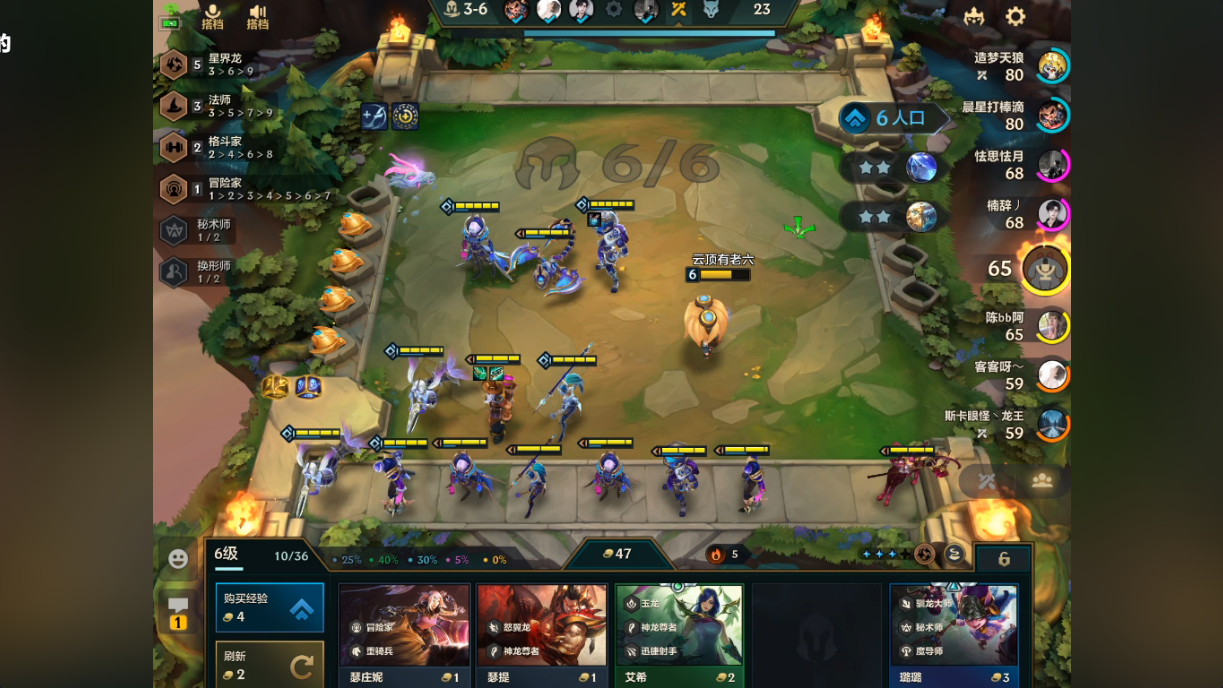 的
搭档
搭档
3-6
23
5 星界龙
3 > 6 > 9
3 法师
3 > 5 > 7 > 9
2 格斗家
2 > 4 > 6 > 8
1 冒险家
1 > 2 > 3 > 4 > 5 > 6 > 7
秘术师
1 / 2
换形师
1 / 2
6/6
6人口
造梦天狼
80
晨星打棒滴
80
怯思怯月
68
楠辞丿
68
65
陈bb阿
65
客客呀～
59
斯卡眼怪丶龙王
59
云顶有老六
6
6级
10/36
25% 40% 30% 5% 0%
47
5
6
1
购买经验
4
刷新
2
冒险家
重骑兵
瑟庄妮 1
怒翼龙
神龙尊者
瑟提 1
玉龙
神龙尊者
迅捷射手
艾希 2
驯龙大师
秘术师
魔导师
璐璐 3